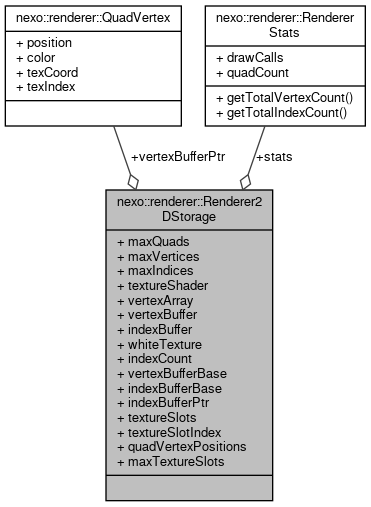 nexo::renderer::QuadVertex
+ position
+ color
+ texCoord
+ texIndex
nexo::renderer::Renderer
Stats
+ drawCalls
+ quadCount
+ getTotalVertexCount()
+ getTotalIndexCount()
+vertexBufferPtr
+stats
nexo::renderer::Renderer2
DStorage
+ maxQuads
+ maxVertices
+ maxIndices
+ textureShader
+ vertexArray
+ vertexBuffer
+ indexBuffer
+ whiteTexture
+ indexCount
+ vertexBufferBase
+ indexBufferBase
+ indexBufferPtr
+ textureSlots
+ textureSlotIndex
+ quadVertexPositions
+ maxTextureSlots